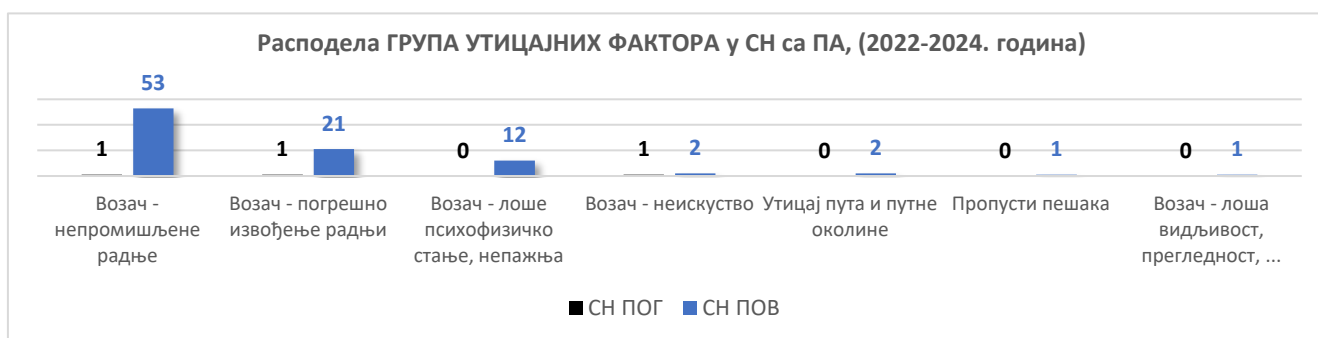 Расподела ГРУПА УТИЦАЈНИХ ФАКТОРА у СН са ПА, (2022-2024. година)
1 53
1 21
0 12
1 2
0 2
0 1
0 1
Возач -
непромишљене
радње
Возач - погрешно
извођење радњи
Возач - лоше
психофизичко
стање, непажња
Возач - неискуство
Утицај пута и путне
околине
Пропусти пешака
Возач - лоша
видљивост,
прегледност, ...
СН ПОГ
СН ПОВ